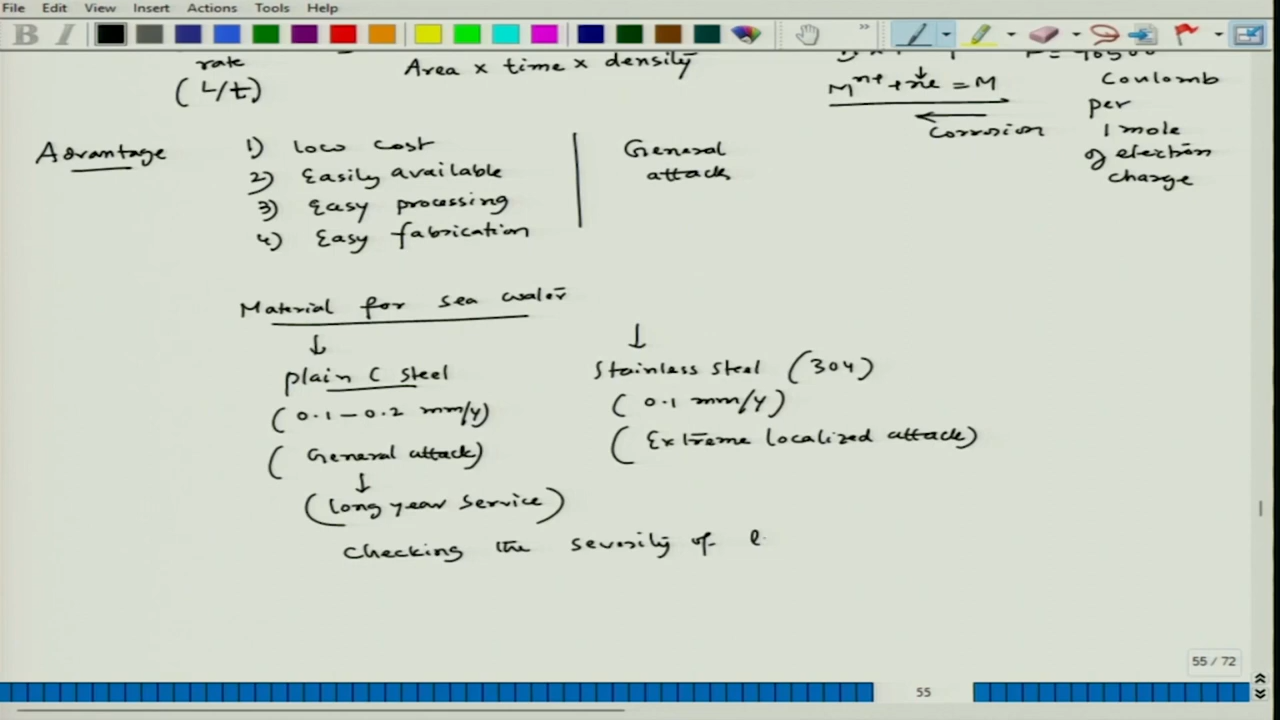 File Edit View Insert Actions Tools Help
B I
rate
(L/t)
Area x time x density
M^n+ + ne = M
Corrosion
Coulomb
per
1 mole
of electron
charge
Advantage
1) low cost
2) Easily available
3) Easy processing
4) Easy fabrication
General
attack
Material for sea water
plain C steel
(0.1 - 0.2 mm/y)
(General attack)
(long year service)
Stainless steel (304)
(0.1 mm/y)
(Extreme localized attack)
Checking the severity of
55 / 72
55